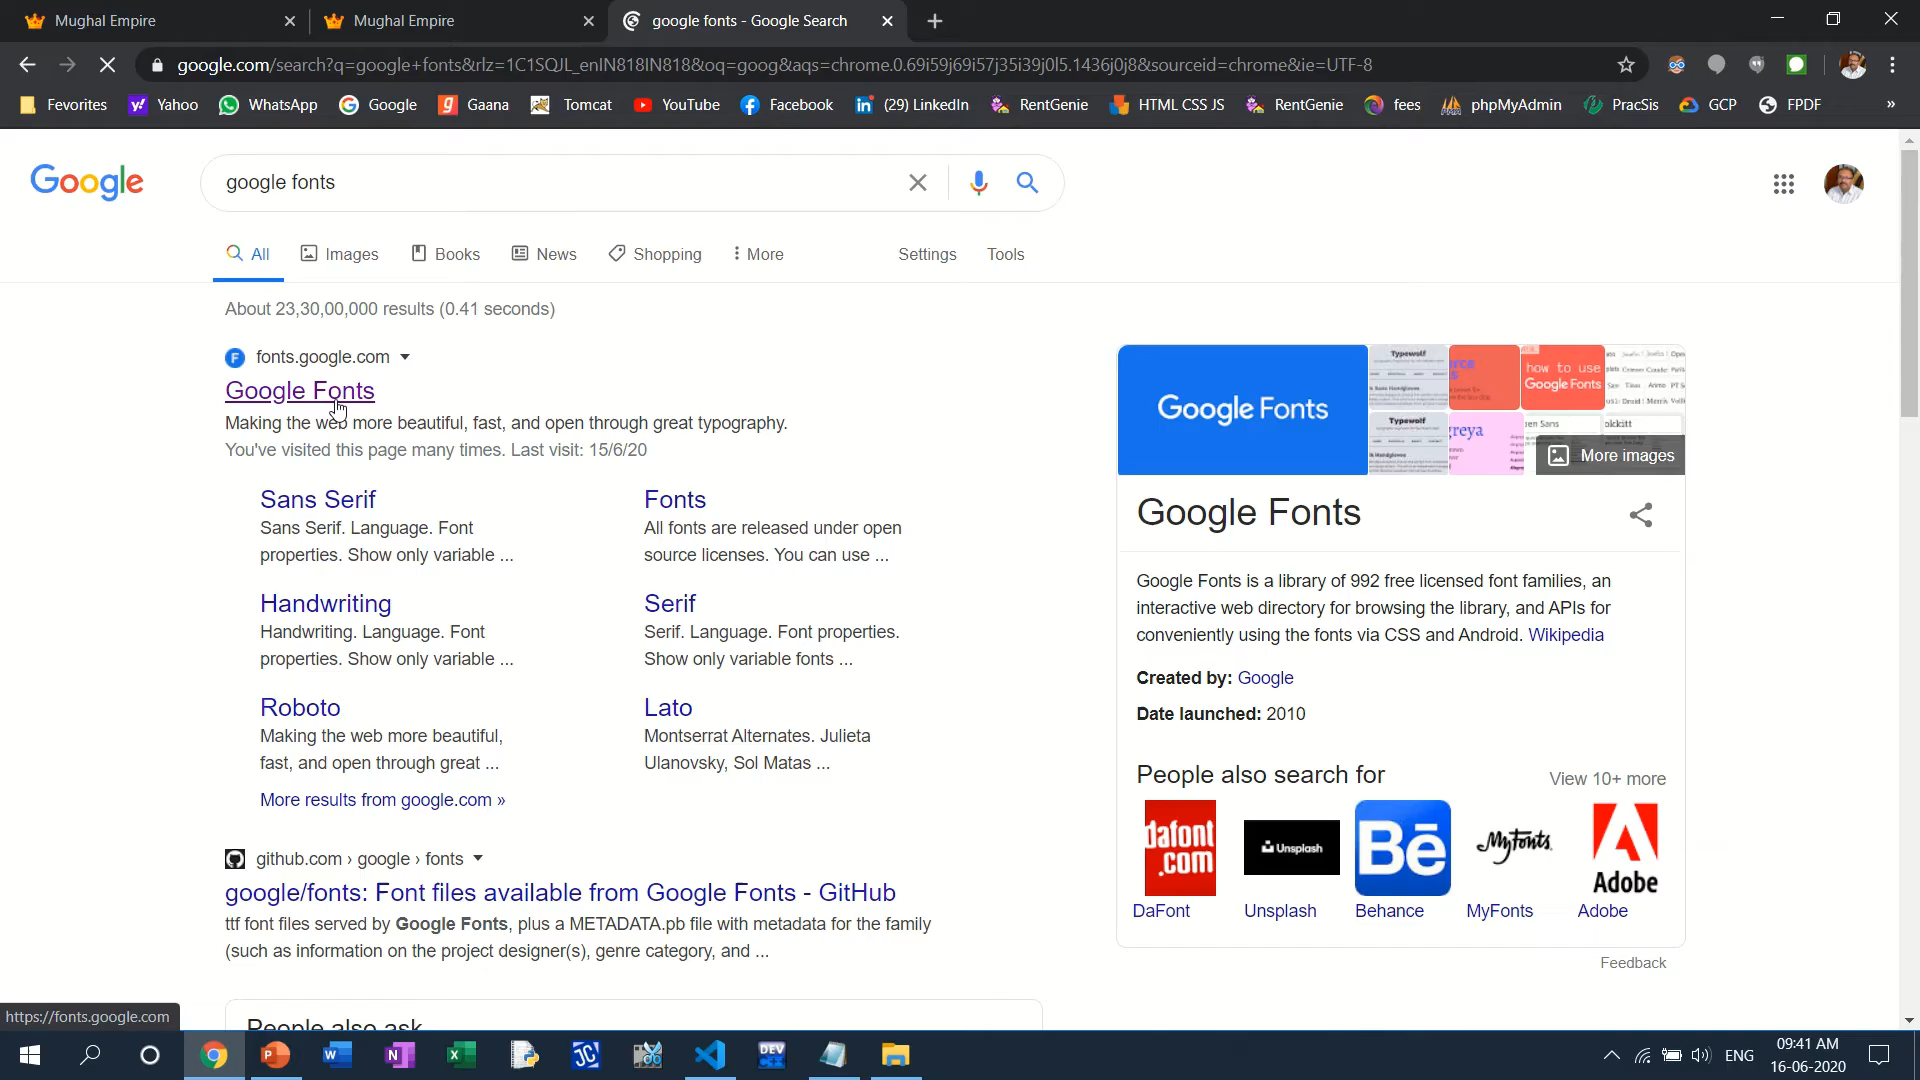 Mughal Empire
Mughal Empire
google fonts - Google Search
google.com/search?q=google+fonts&rlz=1C1SQJL_enIN818IN818&oq=goog&aqs=chrome.0.69i59j69i57j35i39j0l5.1436j0j8&sourceid=chrome&ie=UTF-8
Fevorites Yahoo WhatsApp Google Gaana Tomcat YouTube Facebook (29) LinkedIn RentGenie HTML CSS JS RentGenie fees phpMyAdmin PracSis GCP FPDF »
Google
google fonts
All Images Books News Shopping More Settings Tools
About 23,30,00,000 results (0.41 seconds)
fonts.google.com
Google Fonts
Making the web more beautiful, fast, and open through great typography.
You've visited this page many times. Last visit: 15/6/20
Sans Serif
Sans Serif. Language. Font
properties. Show only variable ...
Fonts
All fonts are released under open
source licenses. You can use ...
Handwriting
Handwriting. Language. Font
properties. Show only variable ...
Serif
Serif. Language. Font properties.
Show only variable fonts ...
Roboto
Making the web more beautiful,
fast, and open through great ...
Lato
Montserrat Alternates. Julieta
Ulanovsky, Sol Matas ...
More results from google.com »
github.com › google › fonts
google/fonts: Font files available from Google Fonts - GitHub
ttf font files served by Google Fonts, plus a METADATA.pb file with metadata for the family
(such as information on the project designer(s), genre category, and ...
People also ask
Google Fonts
Typewolf
Typewolf
how to use
Google Fonts
More images
Google Fonts
Google Fonts is a library of 992 free licensed font families, an
interactive web directory for browsing the library, and APIs for
conveniently using the fonts via CSS and Android. Wikipedia
Created by: Google
Date launched: 2010
People also search for
View 10+ more
dafont
.com
Unsplash
Bē
MyFonts
Adobe
DaFont Unsplash Behance MyFonts Adobe
Feedback
https://fonts.google.com
ENG
09:41 AM
16-06-2020